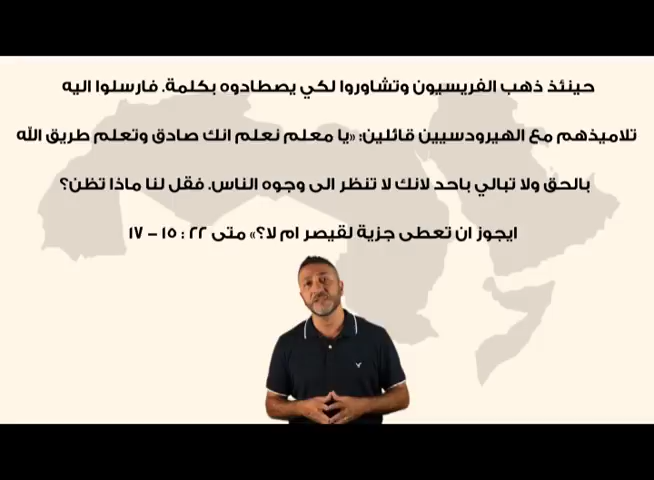 حينئذ ذهب الفريسيون وتشاوروا لكي يصطادوه بكلمة. فارسلوا اليه
تلاميذهم مع الهيرودسيين قائلين: «يا معلم نعلم انك صادق وتعلم طريق الله
بالحق ولا تبالي باحد لانك لا تنظر الى وجوه الناس. فقل لنا ماذا تظن؟
ايجوز ان تعطى جزية لقيصر ام لا؟» متى ٢٢ : ١٥ - ١٧